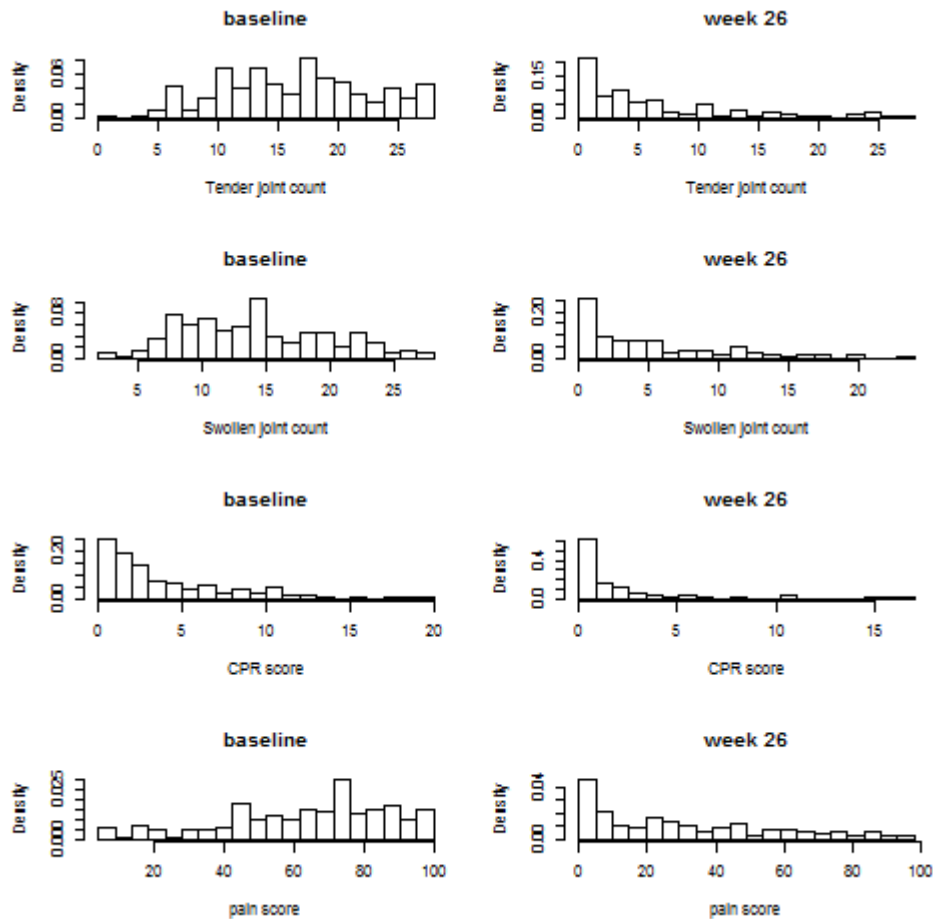 baseline
week 26
Density
0.00 0.06
0 5 10 15 20 25
Tender joint count
Density
0.00 0.15
0 5 10 15 20 25
Tender joint count
baseline
week 26
Density
0.00 0.08
5 10 15 20 25
Swollen joint count
Density
0.00 0.20
0 5 10 15 20
Swollen joint count
baseline
week 26
Density
0.00 0.20
0 5 10 15 20
CPR score
Density
0.0 0.4
0 5 10 15
CPR score
baseline
week 26
Density
0.000 0.025
20 40 60 80 100
pain score
Density
0.00 0.04
0 20 40 60 80 100
pain score